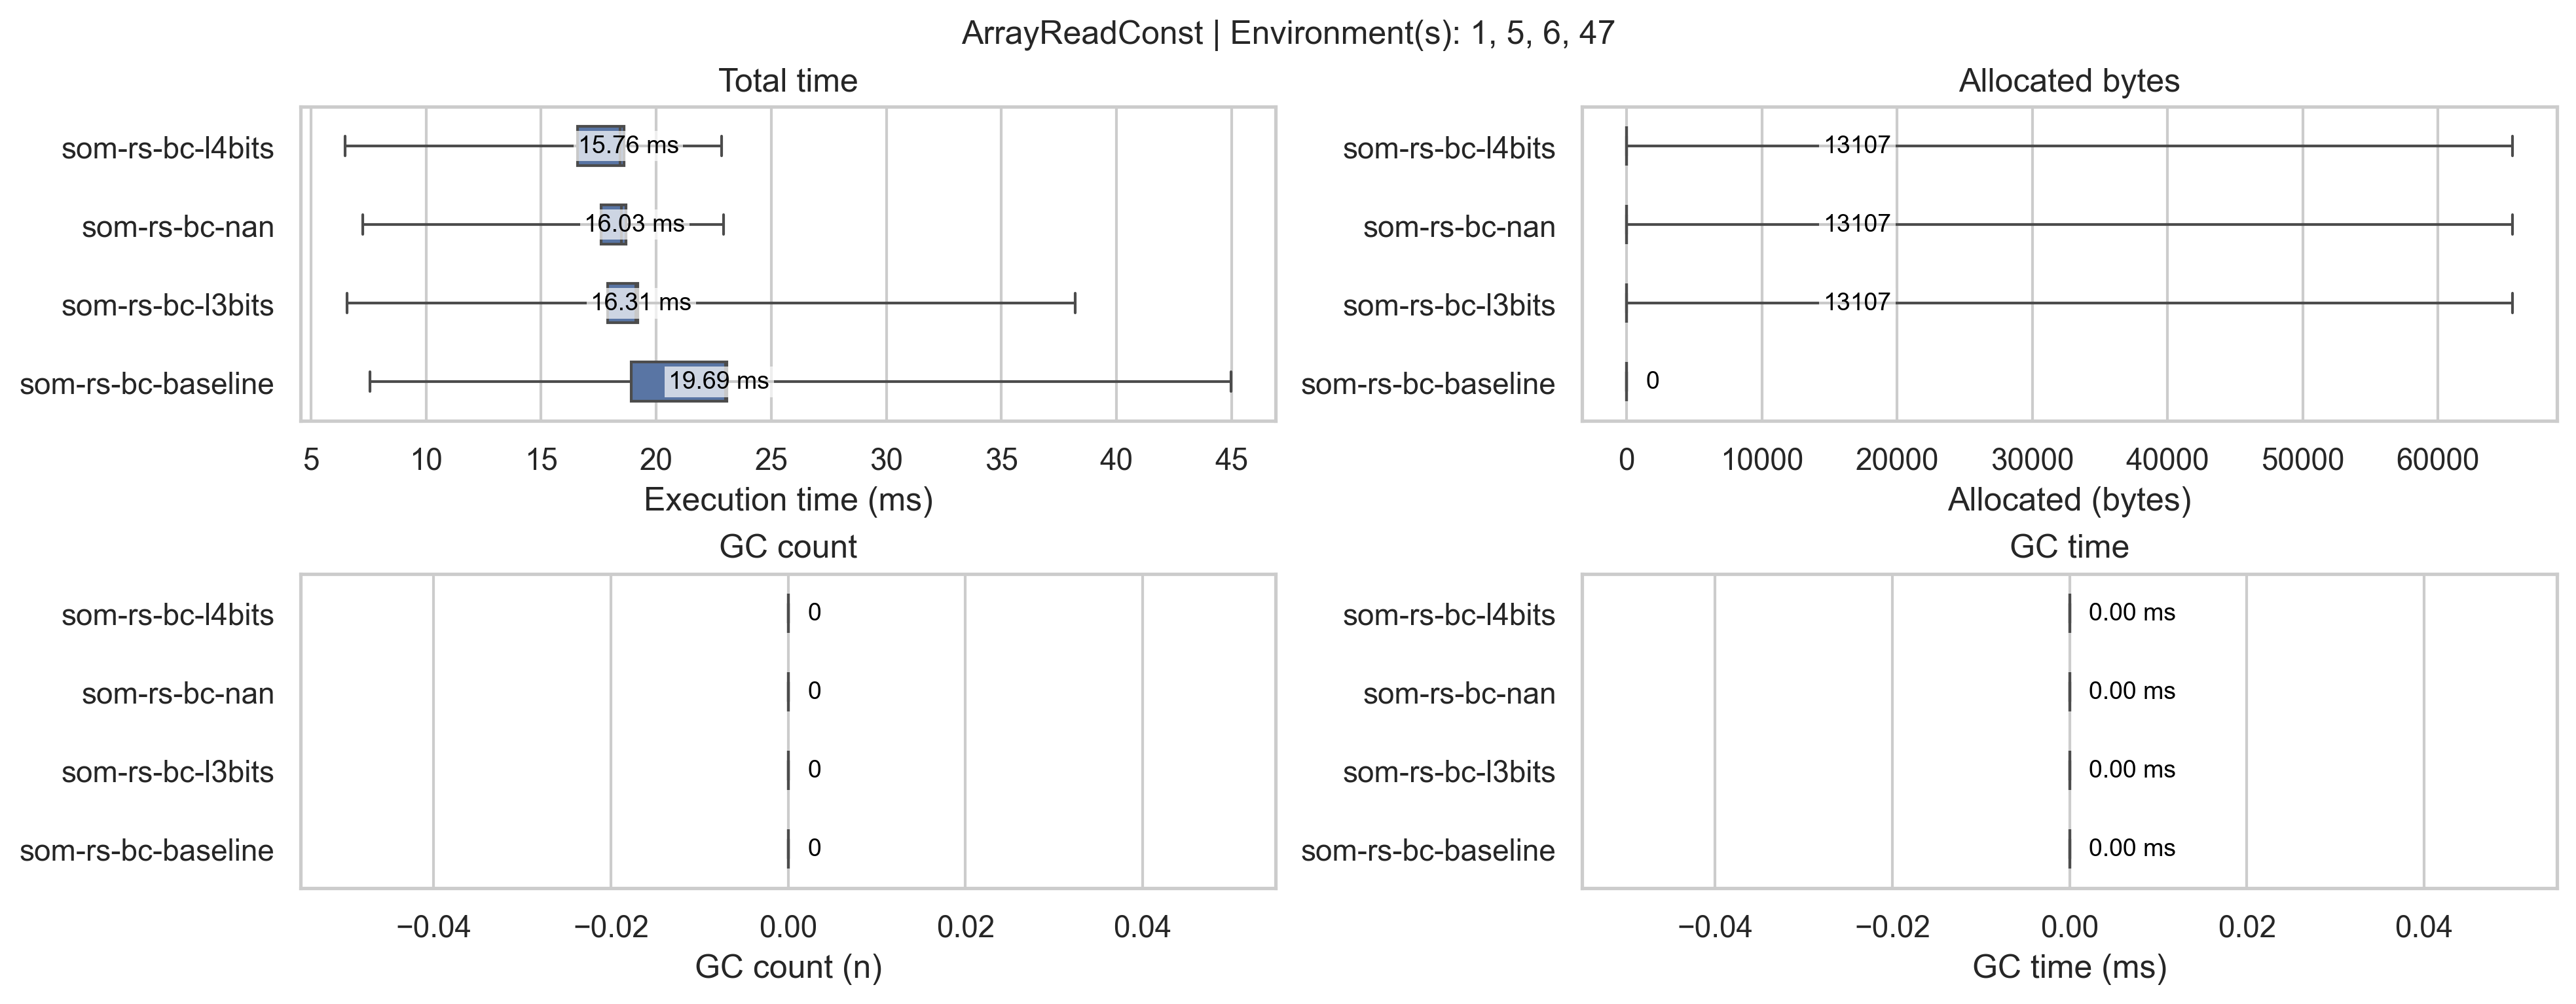 ArrayReadConst | Environment(s): 1, 5, 6, 47
Total time
som-rs-bc-l4bits
15.76 ms
som-rs-bc-nan
16.03 ms
som-rs-bc-l3bits
16.31 ms
som-rs-bc-baseline
19.69 ms
5 10 15 20 25 30 35 40 45
Execution time (ms)
Allocated bytes
som-rs-bc-l4bits
13107
som-rs-bc-nan
13107
som-rs-bc-l3bits
13107
som-rs-bc-baseline
0
0 10000 20000 30000 40000 50000 60000
Allocated (bytes)
GC count
som-rs-bc-l4bits
0
som-rs-bc-nan
0
som-rs-bc-l3bits
0
som-rs-bc-baseline
0
−0.04 −0.02 0.00 0.02 0.04
GC count (n)
GC time
som-rs-bc-l4bits
0.00 ms
som-rs-bc-nan
0.00 ms
som-rs-bc-l3bits
0.00 ms
som-rs-bc-baseline
0.00 ms
−0.04 −0.02 0.00 0.02 0.04
GC time (ms)